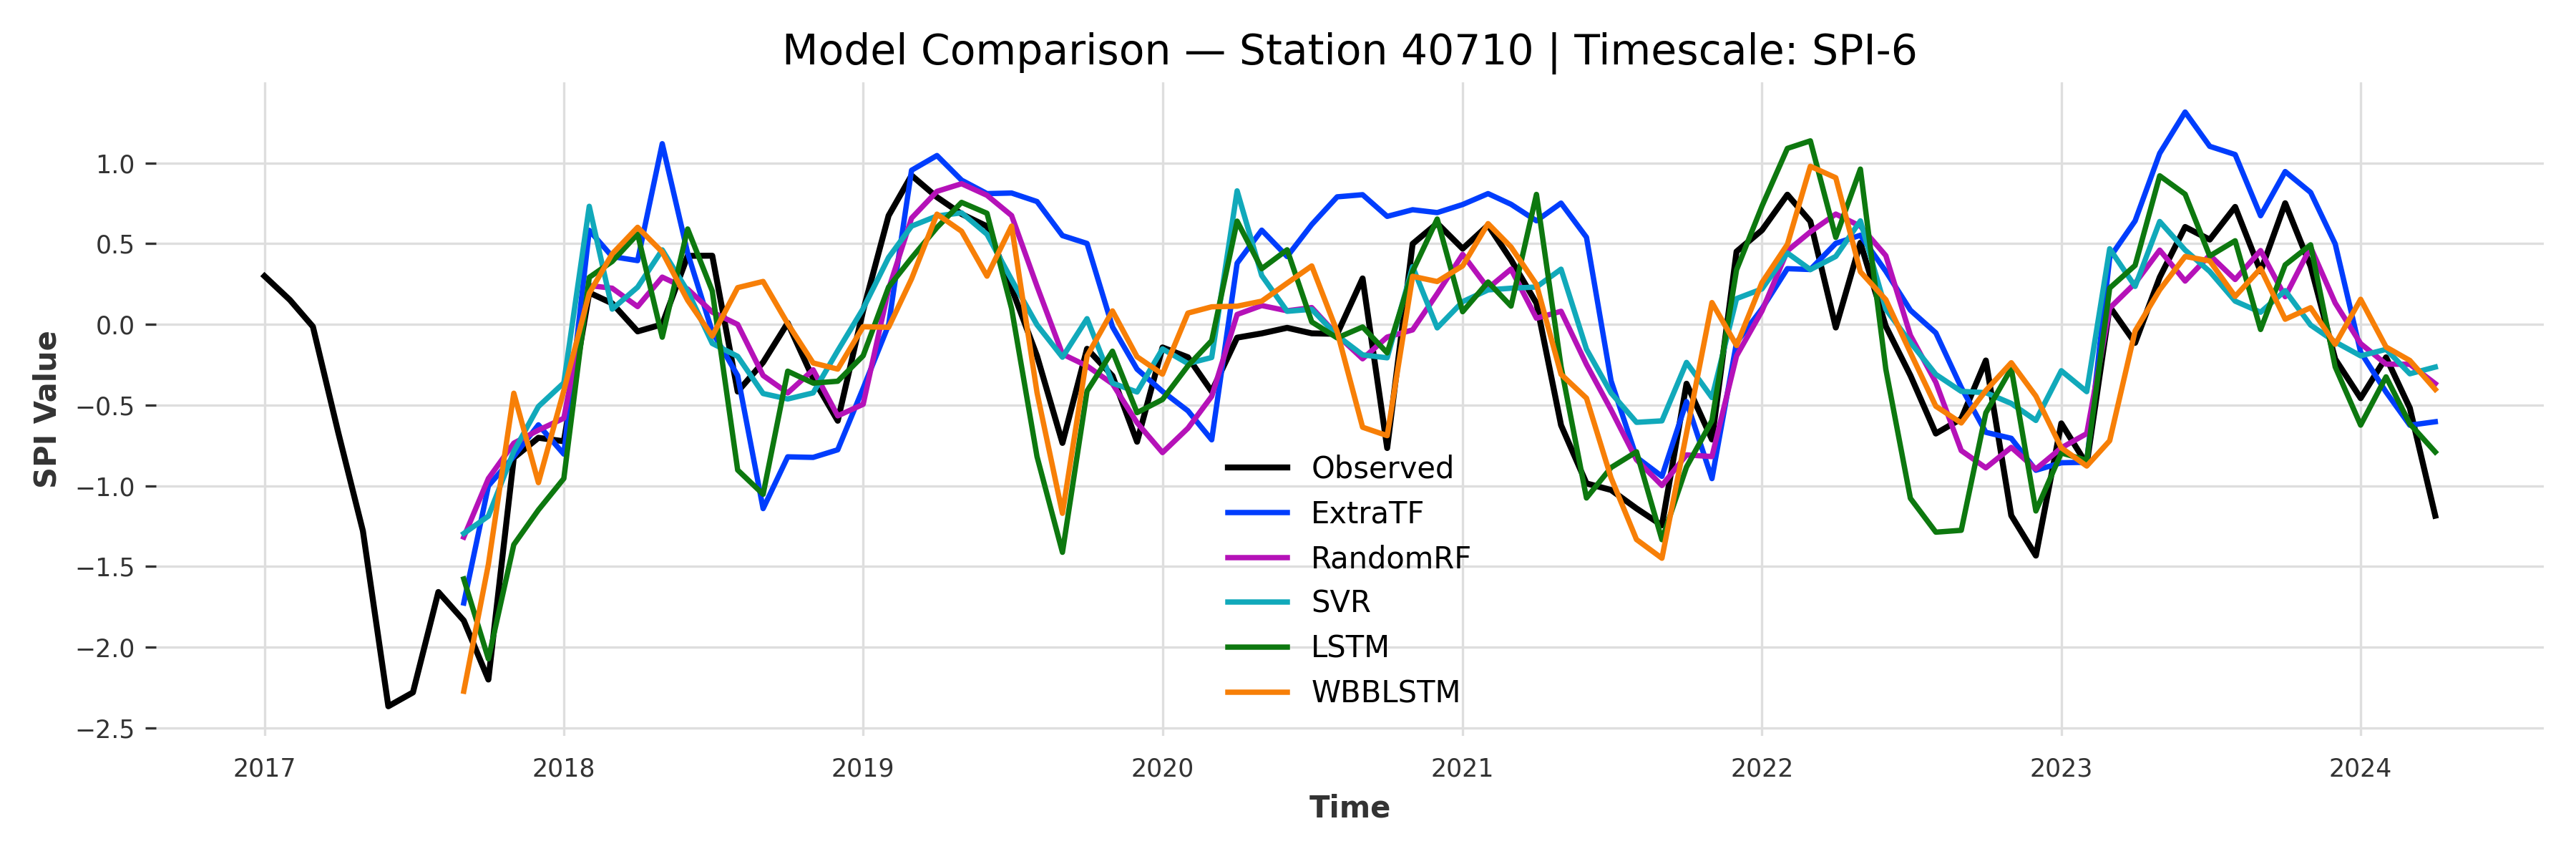 Model Comparison — Station 40710 | Timescale: SPI-6
SPI Value
1.0
0.5
0.0
−0.5
−1.0
−1.5
−2.0
−2.5
Observed
ExtraTF
RandomRF
SVR
LSTM
WBBLSTM
2017 2018 2019 2020 2021 2022 2023 2024
Time